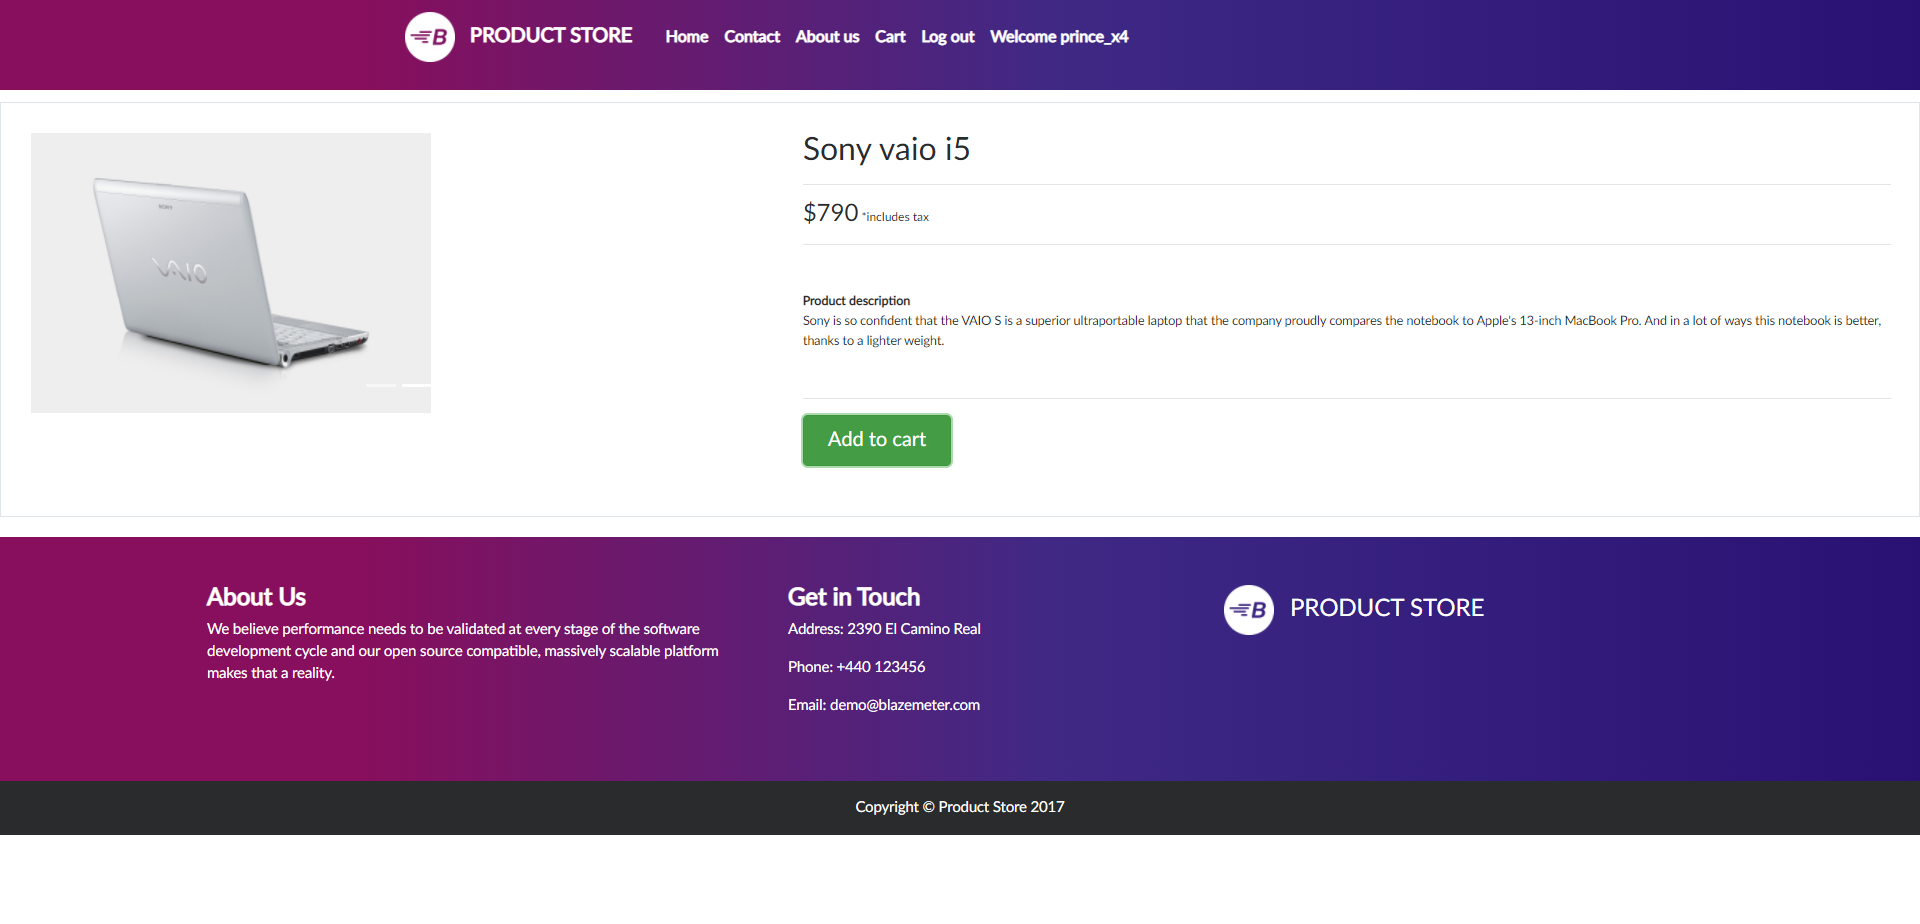 B PRODUCT STORE Home Contact About us Cart Log out Welcome prince_x4
SONY
VAIO
Sony vaio i5
$790 *includes tax
Product description
Sony is so confident that the VAIO S is a superior ultraportable laptop that the company proudly compares the notebook to Apple's 13-inch MacBook Pro. And in a lot of ways this notebook is better,
thanks to a lighter weight.
Add to cart
About Us
We believe performance needs to be validated at every stage of the software
development cycle and our open source compatible, massively scalable platform
makes that a reality.
Get in Touch
Address: 2390 El Camino Real
Phone: +440 123456
Email: demo@blazemeter.com
B PRODUCT STORE
Copyright © Product Store 2017